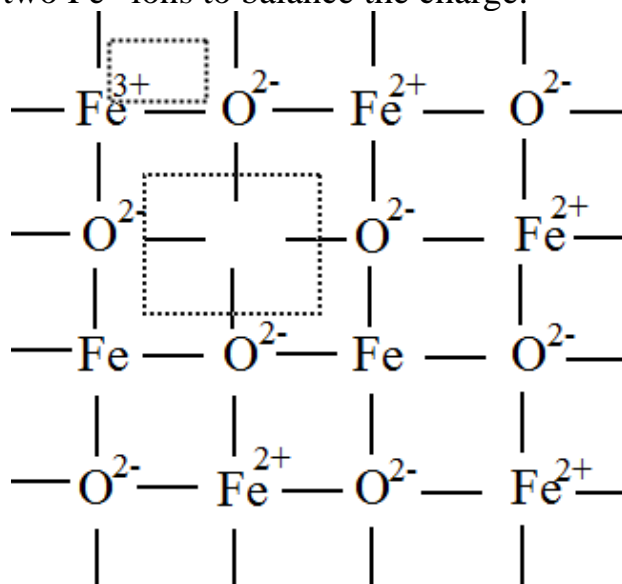 two Fe ions to balance the charge.
Fe³⁺ O²⁻ Fe²⁺ O²⁻
O²⁻ O²⁻ Fe²⁺
Fe O²⁻ Fe O²⁻
O²⁻ Fe²⁺ O²⁻ Fe²⁺